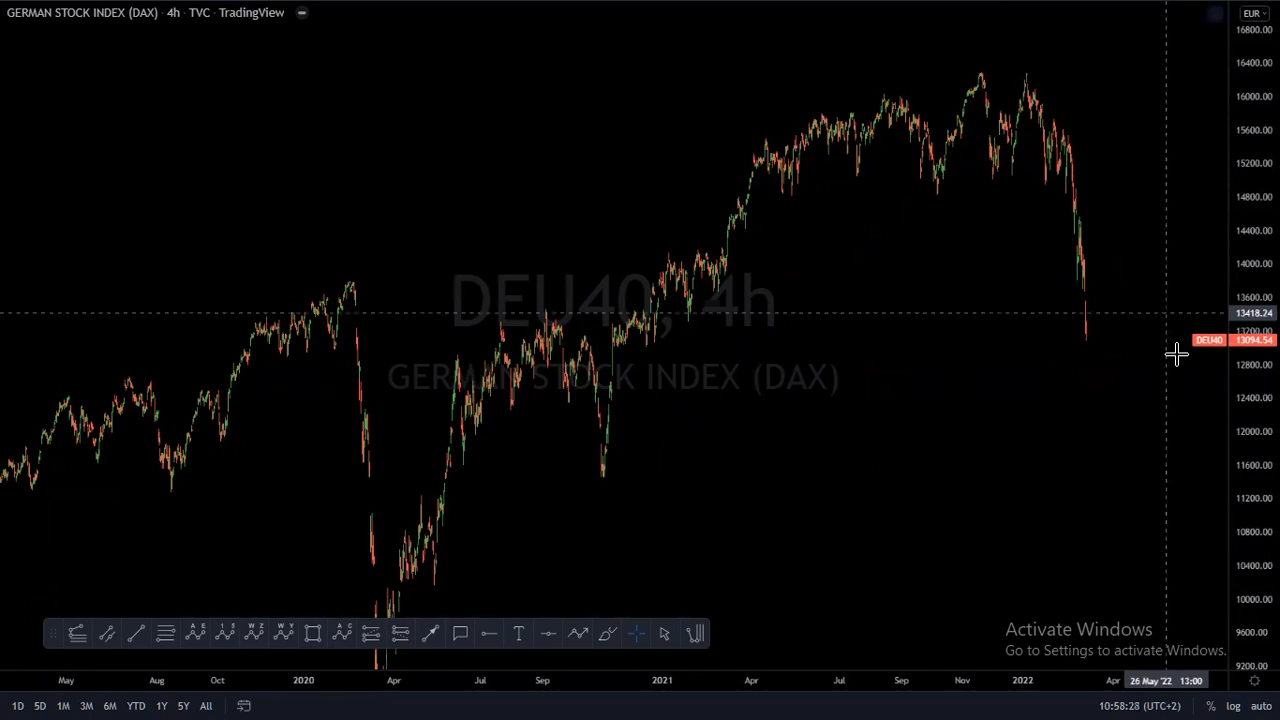 GERMAN STOCK INDEX (DAX) · 4h · TVC · TradingView
EUR
16800.00
16400.00
16000.00
15600.00
15200.00
14800.00
14400.00
14000.00
13600.00
13418.24
13200.00
DEU40 13094.54
12800.00
12400.00
12000.00
11600.00
11200.00
10800.00
10400.00
10000.00
9600.00
9200.00
DEU40, 4h
GERMAN STOCK INDEX (DAX)
A E
1 5
W Z
W Y
A C
T
Activate Windows
Go to Settings to activate Windows.
May Aug Oct 2020 Apr Jul Sep 2021 Apr Jul Sep Nov 2022 Apr 26 May '22 13:00
1D 5D 1M 3M 6M YTD 1Y 5Y All 10:58:28 (UTC+2) % log auto